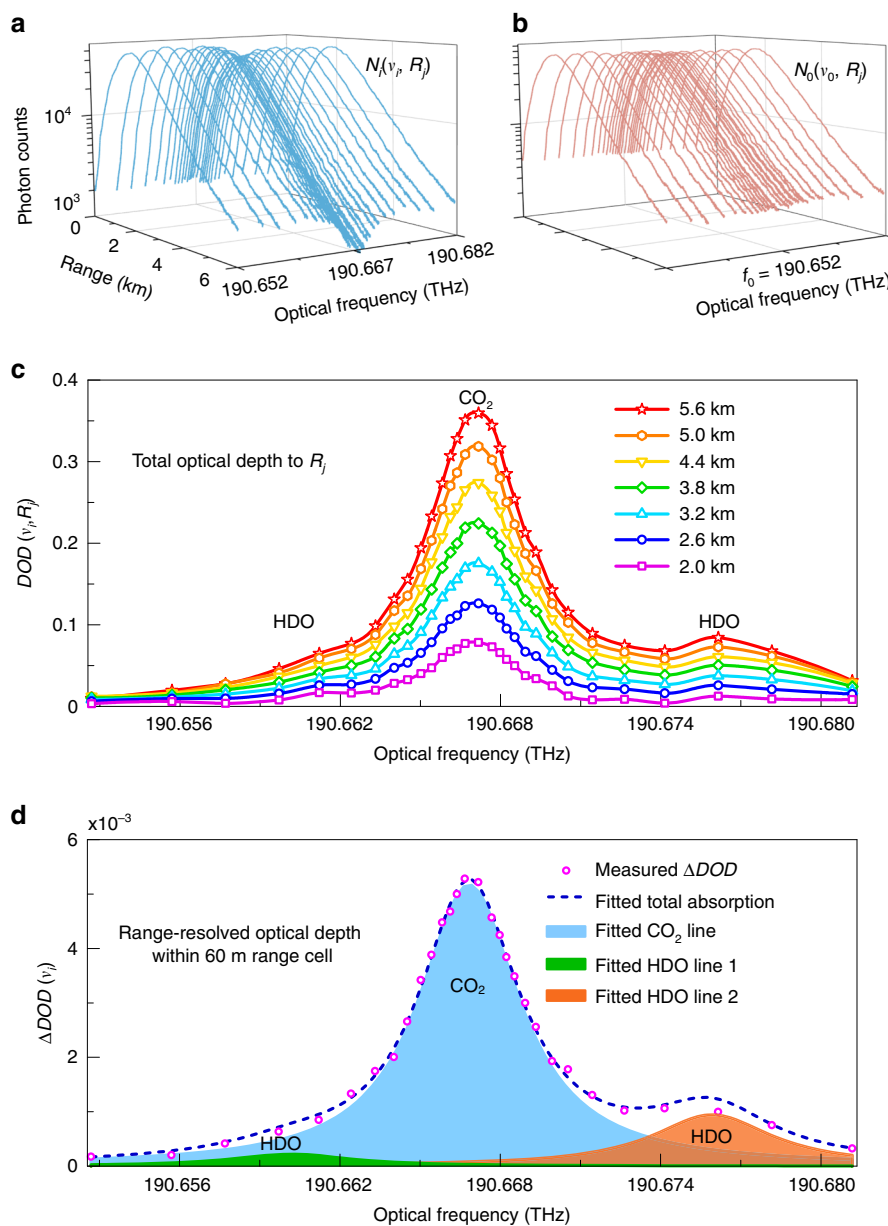 a
N_i(ν_i, R_j)
Photon counts
10^4
10^3
0
2
4
6
Range (km)
190.652
190.667
190.682
Optical frequency (THz)
b
N_0(ν_0, R_j)
f_0 = 190.652
Optical frequency (THz)
c
0.4
0.3
0.2
0.1
0
DOD (ν_i,R_j)
CO_2
Total optical depth to R_j
HDO
HDO
5.6 km
5.0 km
4.4 km
3.8 km
3.2 km
2.6 km
2.0 km
190.656
190.662
190.668
190.674
190.680
Optical frequency (THz)
d
x10^−3
6
4
2
0
ΔDOD (ν_i)
Range-resolved optical depth
within 60 m range cell
Measured ΔDOD
Fitted total absorption
Fitted CO_2 line
Fitted HDO line 1
Fitted HDO line 2
CO_2
HDO
HDO
190.656
190.662
190.668
190.674
190.680
Optical frequency (THz)